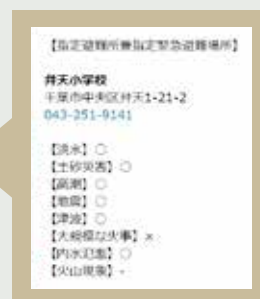 【指定避難所兼指定緊急避難場所】
弁天小学校
千葉市中央区弁天1-21-2
043-251-9141
【洪水】○
【土砂災害】○
【高潮】○
【地震】○
【津波】○
【大規模な火事】×
【内水氾濫】○
【火山現象】-